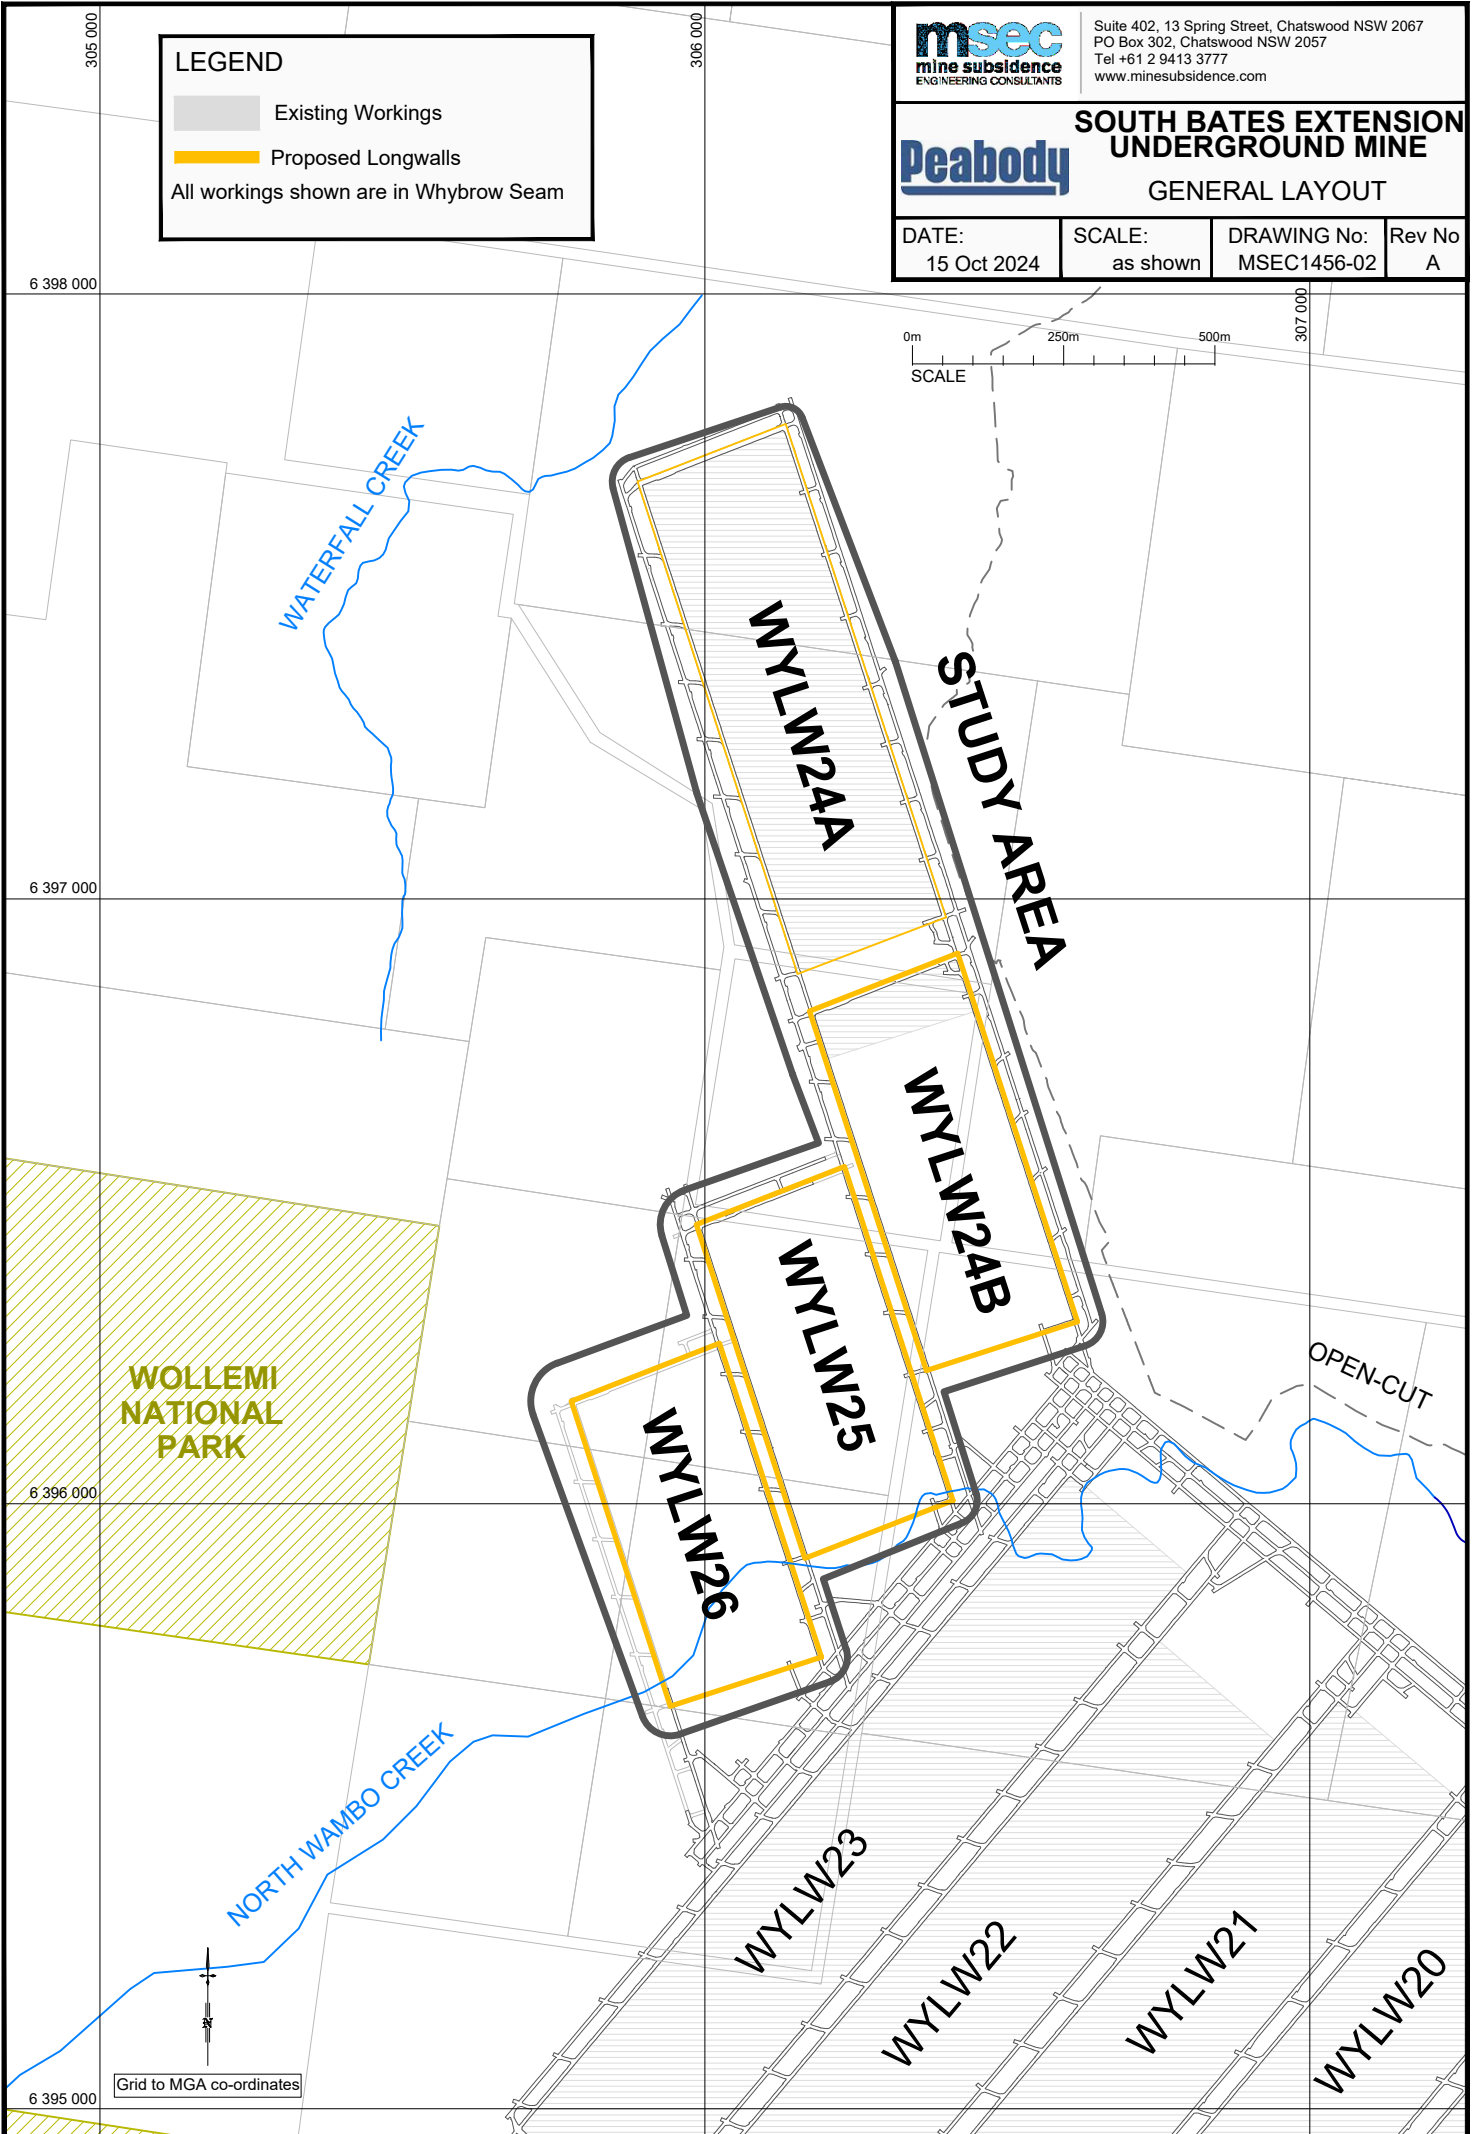 305 000
306 000
LEGEND
Existing Workings
Proposed Longwalls
All workings shown are in Whybrow Seam
msec
mine subsidence
ENGINEERING CONSULTANTS
Suite 402, 13 Spring Street, Chatswood NSW 2067
PO Box 302, Chatswood NSW 2057
Tel +61 2 9413 3777
www.minesubsidence.com
Peabody
SOUTH BATES EXTENSION
UNDERGROUND MINE
GENERAL LAYOUT
DATE:
15 Oct 2024
SCALE:
as shown
DRAWING No:
MSEC1456-02
Rev No
A
6 398 000
307 000
0m 250m 500m
SCALE
WATERFALL CREEK
WYLW24A
STUDY AREA
6 397 000
WYLW24B
WYLW25
OPEN-CUT
WOLLEMI
NATIONAL
PARK
WYLW26
6 396 000
NORTH WAMBO CREEK
WYLW23
WYLW22
WYLW21
WYLW20
N
Grid to MGA co-ordinates
6 395 000